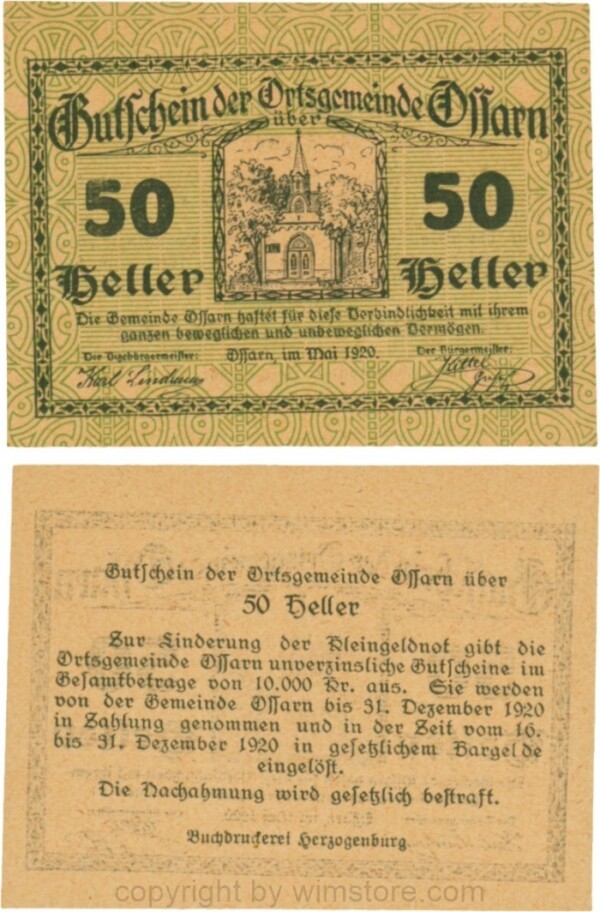 Gutschein der Ortsgemeinde Ossarn
über
50 50
Heller Heller
Die Gemeinde Ossarn haftet für diese Verbindlichkeit mit ihrem
ganzen beweglichen und unbeweglichen Vermögen.
Der Vizebürgermeister: Ossarn, im Mai 1920. Der Bürgermeister:
Karl
Gutschein der Ortsgemeinde Ossarn über
50 Heller
Zur Linderung der Kleingeldnot gibt die
Ortsgemeinde Ossarn unverzinsliche Gutscheine im
Gesamtbetrage von 10.000 Kr. aus. Sie werden
von der Gemeinde Ossarn bis 31. Dezember 1920
in Zahlung genommen und in der Zeit vom 16.
bis 31. Dezember 1920 in gesetzlichem Bargel de
eingelöst.
Die Nachahmung wird gesetzlich bestraft.
Buchdruckerei Herzogenburg.
copyright by wimstore.com